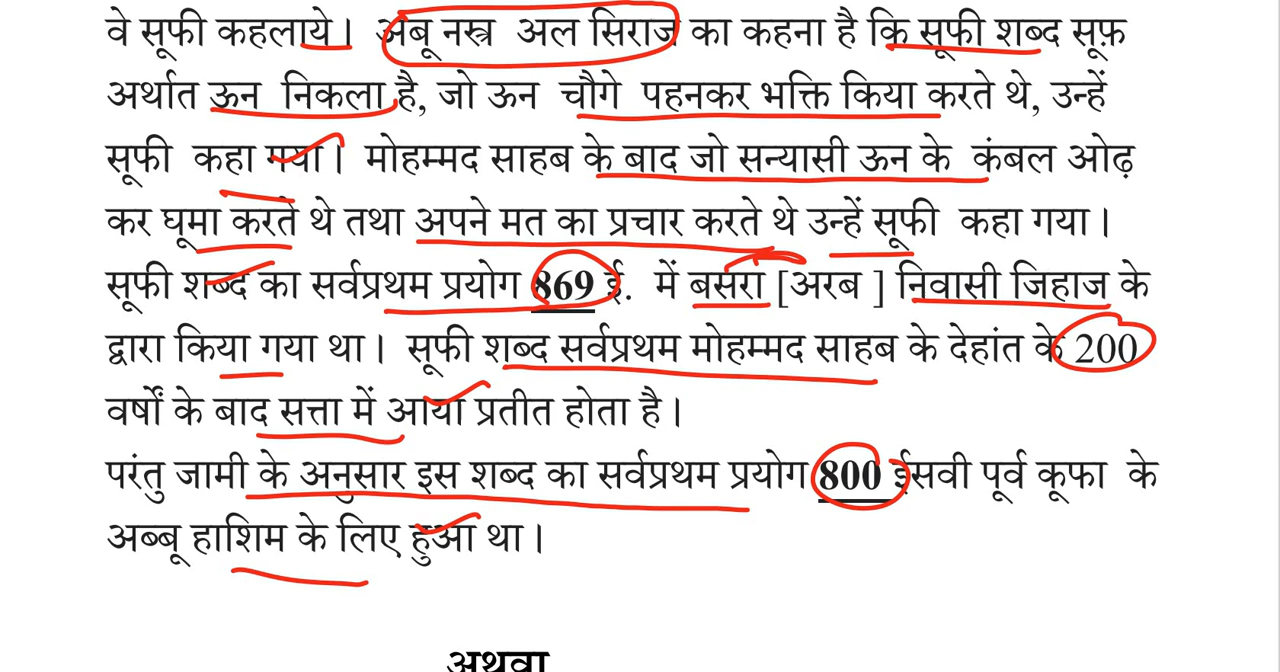 वे सूफी कहलाये। अबू नस्त्र अल सिराज का कहना है कि सूफी शब्द सूफ़
अर्थात ऊन निकला है, जो ऊन चौगे पहनकर भक्ति किया करते थे, उन्हें
सूफी कहा गया। मोहम्मद साहब के बाद जो सन्यासी ऊन के कंबल ओढ़
कर घूमा करते थे तथा अपने मत का प्रचार करते थे उन्हें सूफी कहा गया।
सूफी शब्द का सर्वप्रथम प्रयोग 869 ई. में बसरा [अरब ] निवासी जिहाज के
द्वारा किया गया था। सूफी शब्द सर्वप्रथम मोहम्मद साहब के देहांत के 200
वर्षों के बाद सत्ता में आया प्रतीत होता है।
परंतु जामी के अनुसार इस शब्द का सर्वप्रथम प्रयोग 800 ईसवी पूर्व कूफा के
अब्बू हाशिम के लिए हुआ था।
अथवा